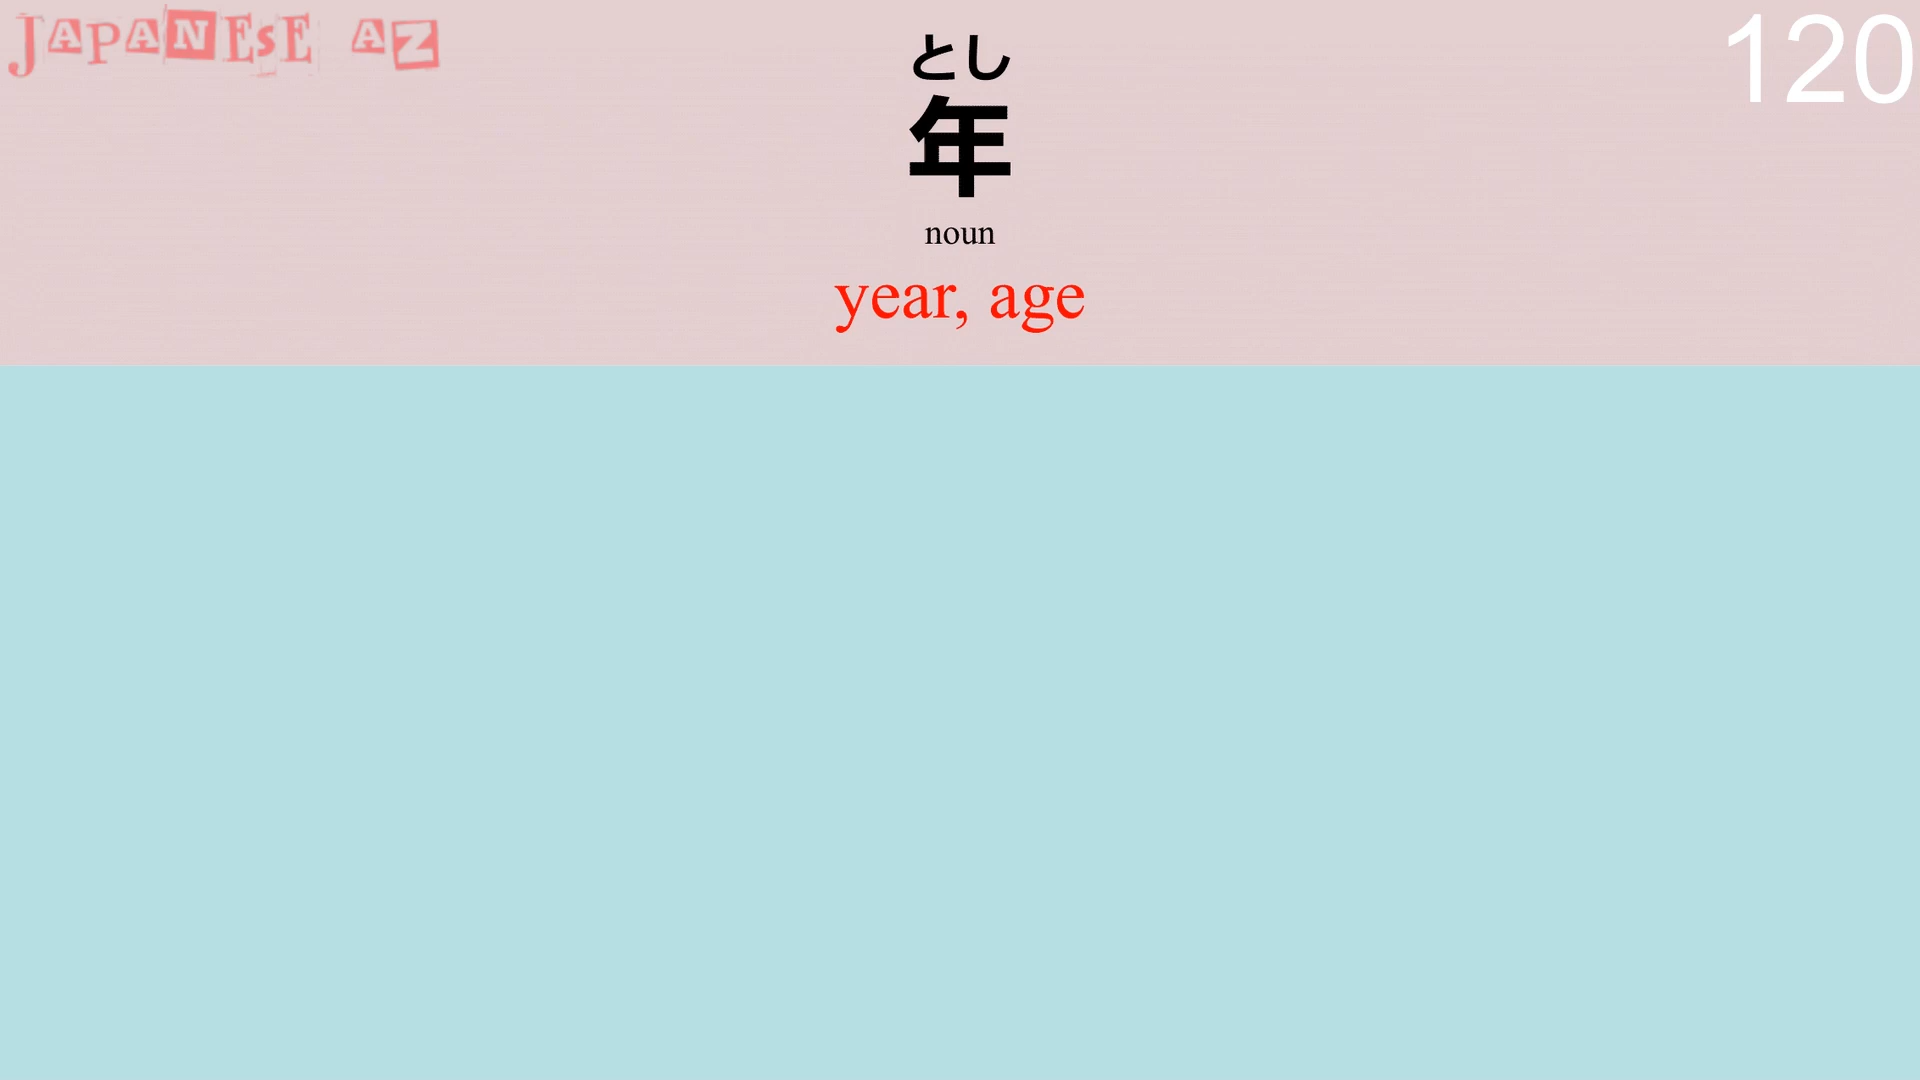 JAPANESE AZ
120
とし
年
noun
year, age